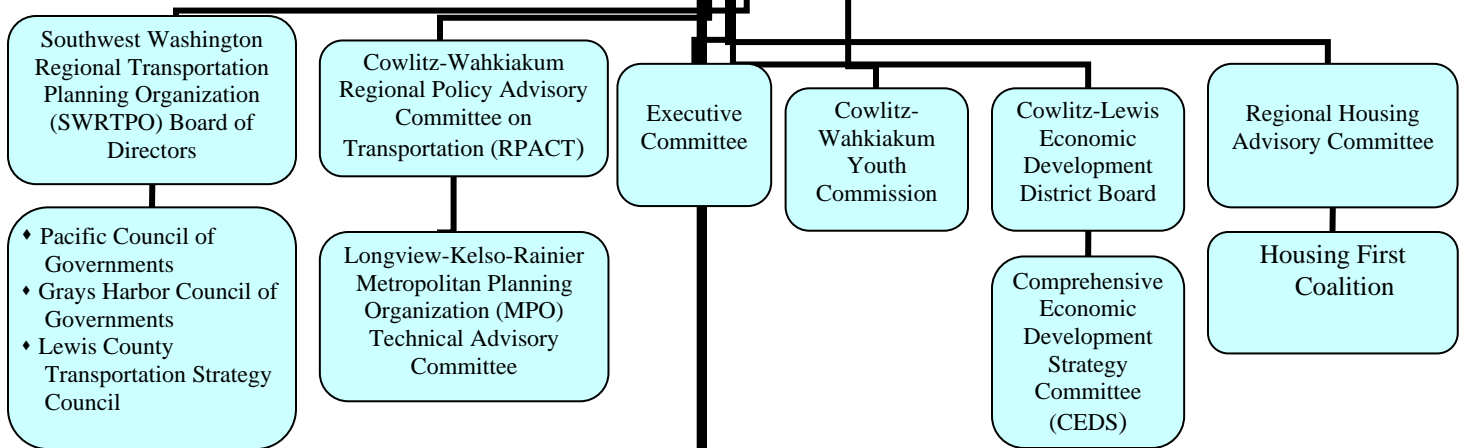 Southwest Washington
Regional Transportation
Planning Organization
(SWRTPO) Board of
Directors
Cowlitz-Wahkiakum
Regional Policy Advisory
Committee on
Transportation (RPACT)
Executive
Committee
Cowlitz-
Wahkiakum
Youth
Commission
Cowlitz-Lewis
Economic
Development
District Board
Regional Housing
Advisory Committee
♦ Pacific Council of
Governments
♦ Grays Harbor Council of
Governments
♦ Lewis County
Transportation Strategy
Council
Longview-Kelso-Rainier
Metropolitan Planning
Organization (MPO)
Technical Advisory
Committee
Comprehensive
Economic
Development
Strategy
Committee
(CEDS)
Housing First
Coalition